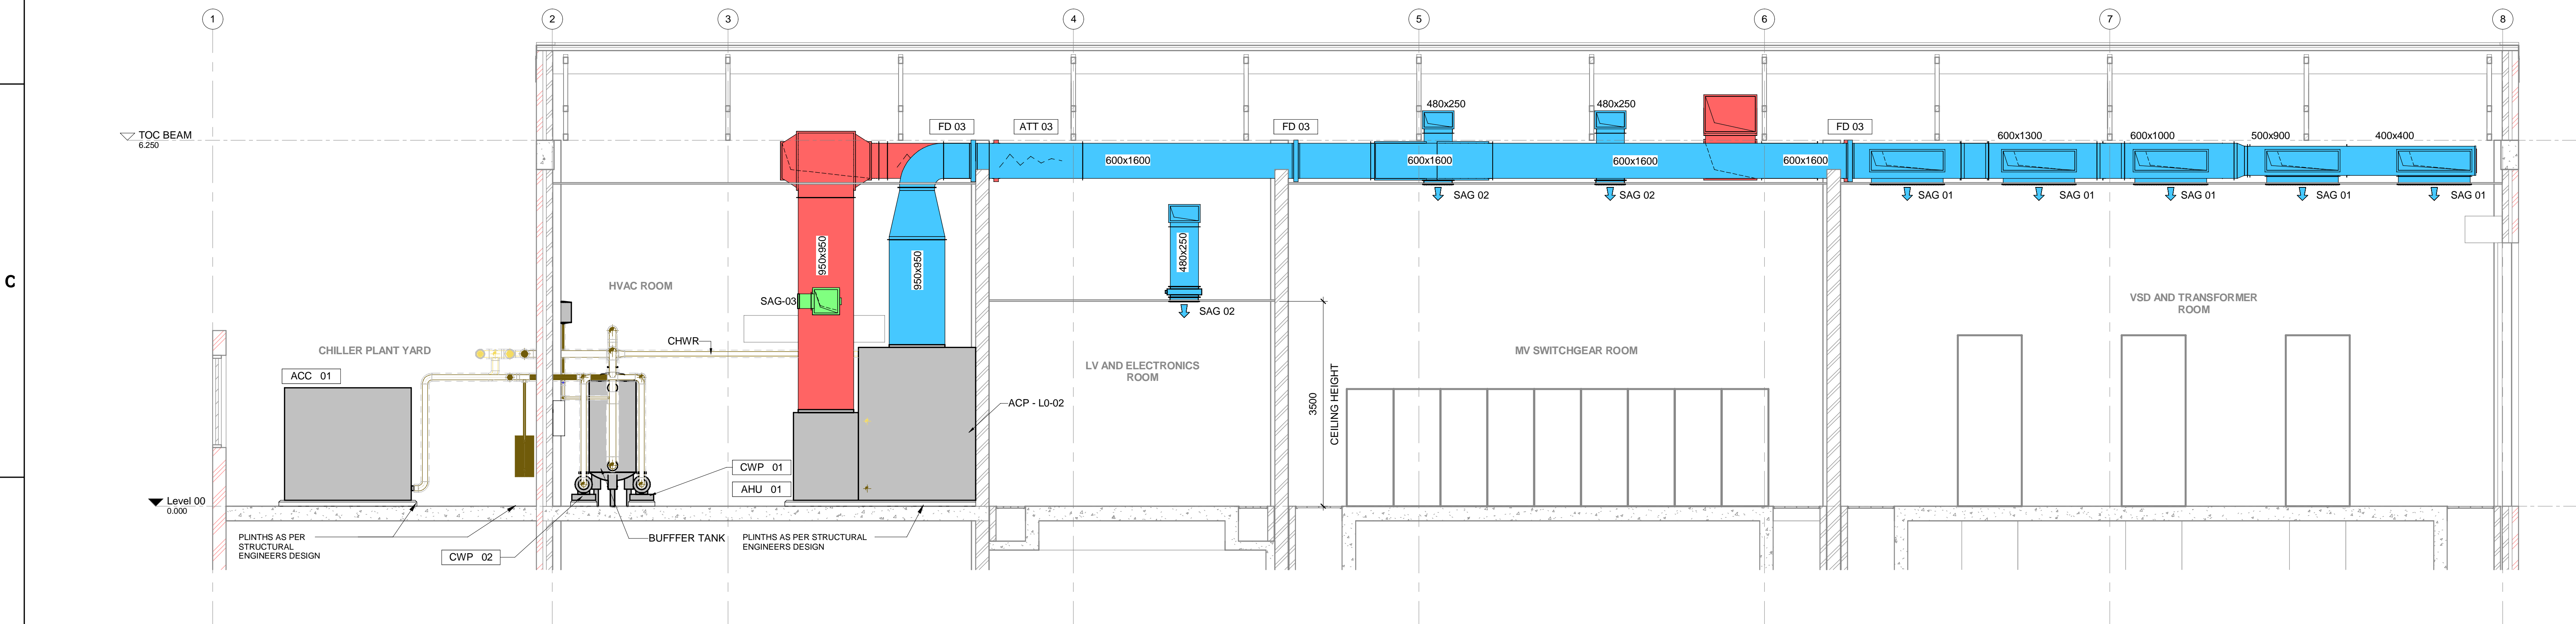 1
2
3
4
5
6
7
8
TOC BEAM
6.250
FD 03
ATT 03
FD 03
480x250
480x250
FD 03
600x1300
600x1000
500x900
400x400
600x1600
600x1600
600x1600
600x1600
SAG 02
SAG 02
SAG 01
SAG 01
SAG 01
SAG 01
SAG 01
950x950
950x950
480x250
SAG-03
SAG 02
C
HVAC ROOM
VSD AND TRANSFORMER
ROOM
CHILLER PLANT YARD
CHWR
MV SWITCHGEAR ROOM
LV AND ELECTRONICS
ROOM
ACC 01
ACP - L0-02
3500
CEILING HEIGHT
CWP 01
AHU 01
Level 00
0.000
PLINTHS AS PER
STRUCTURAL
ENGINEERS DESIGN
CWP 02
BUFFFER TANK
PLINTHS AS PER STRUCTURAL
ENGINEERS DESIGN